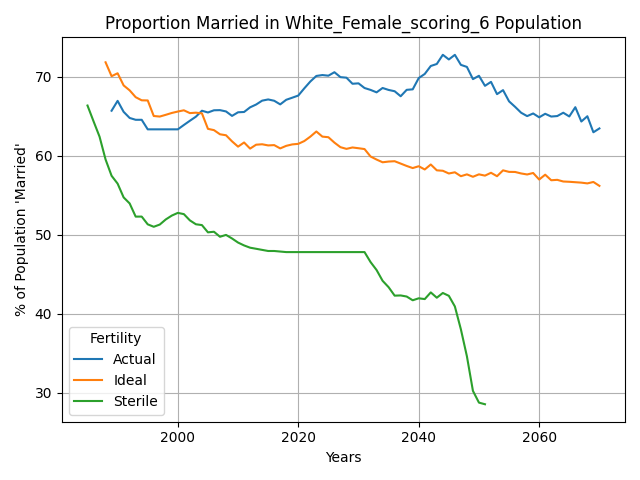 Proportion Married in White_Female_scoring_6 Population
% of Population 'Married'
70
60
50
40
30
Fertility
Actual
Ideal
Sterile
2000 2020 2040 2060
Years